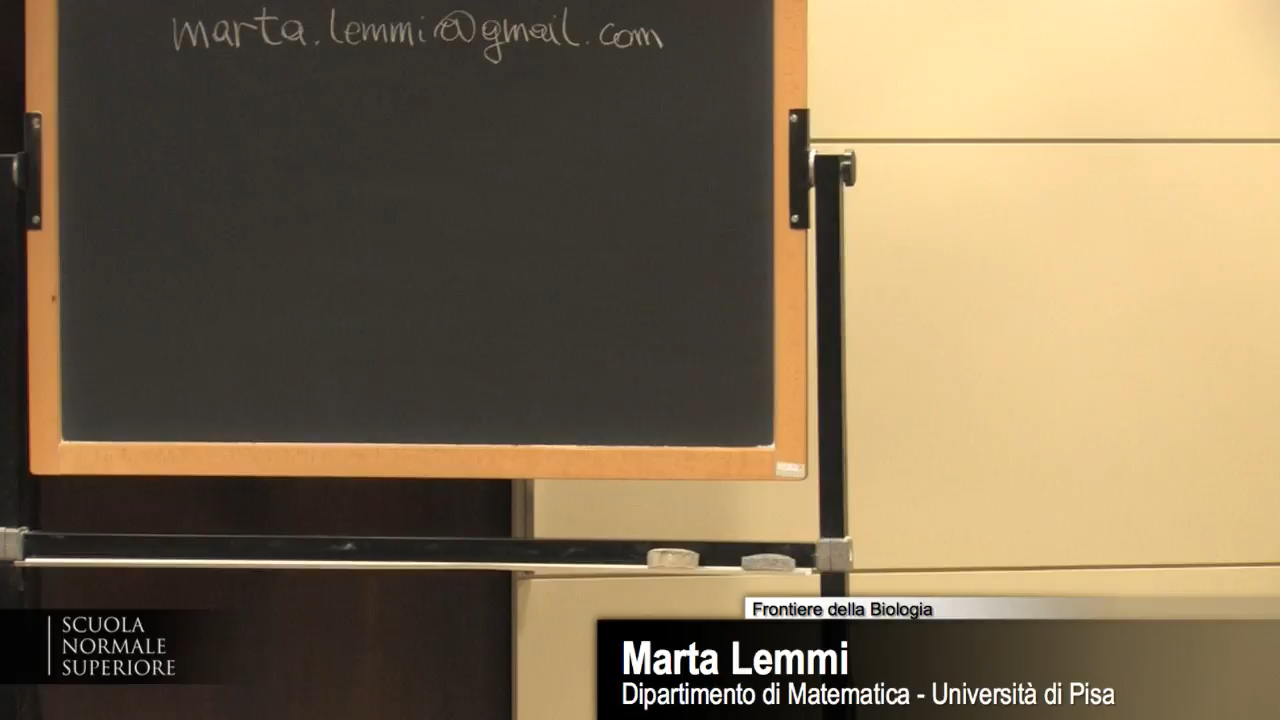 marta.lemmi@gmail.com
SCUOLA
NORMALE
SUPERIORE
Frontiere della Biologia
Marta Lemmi
Dipartimento di Matematica - Università di Pisa